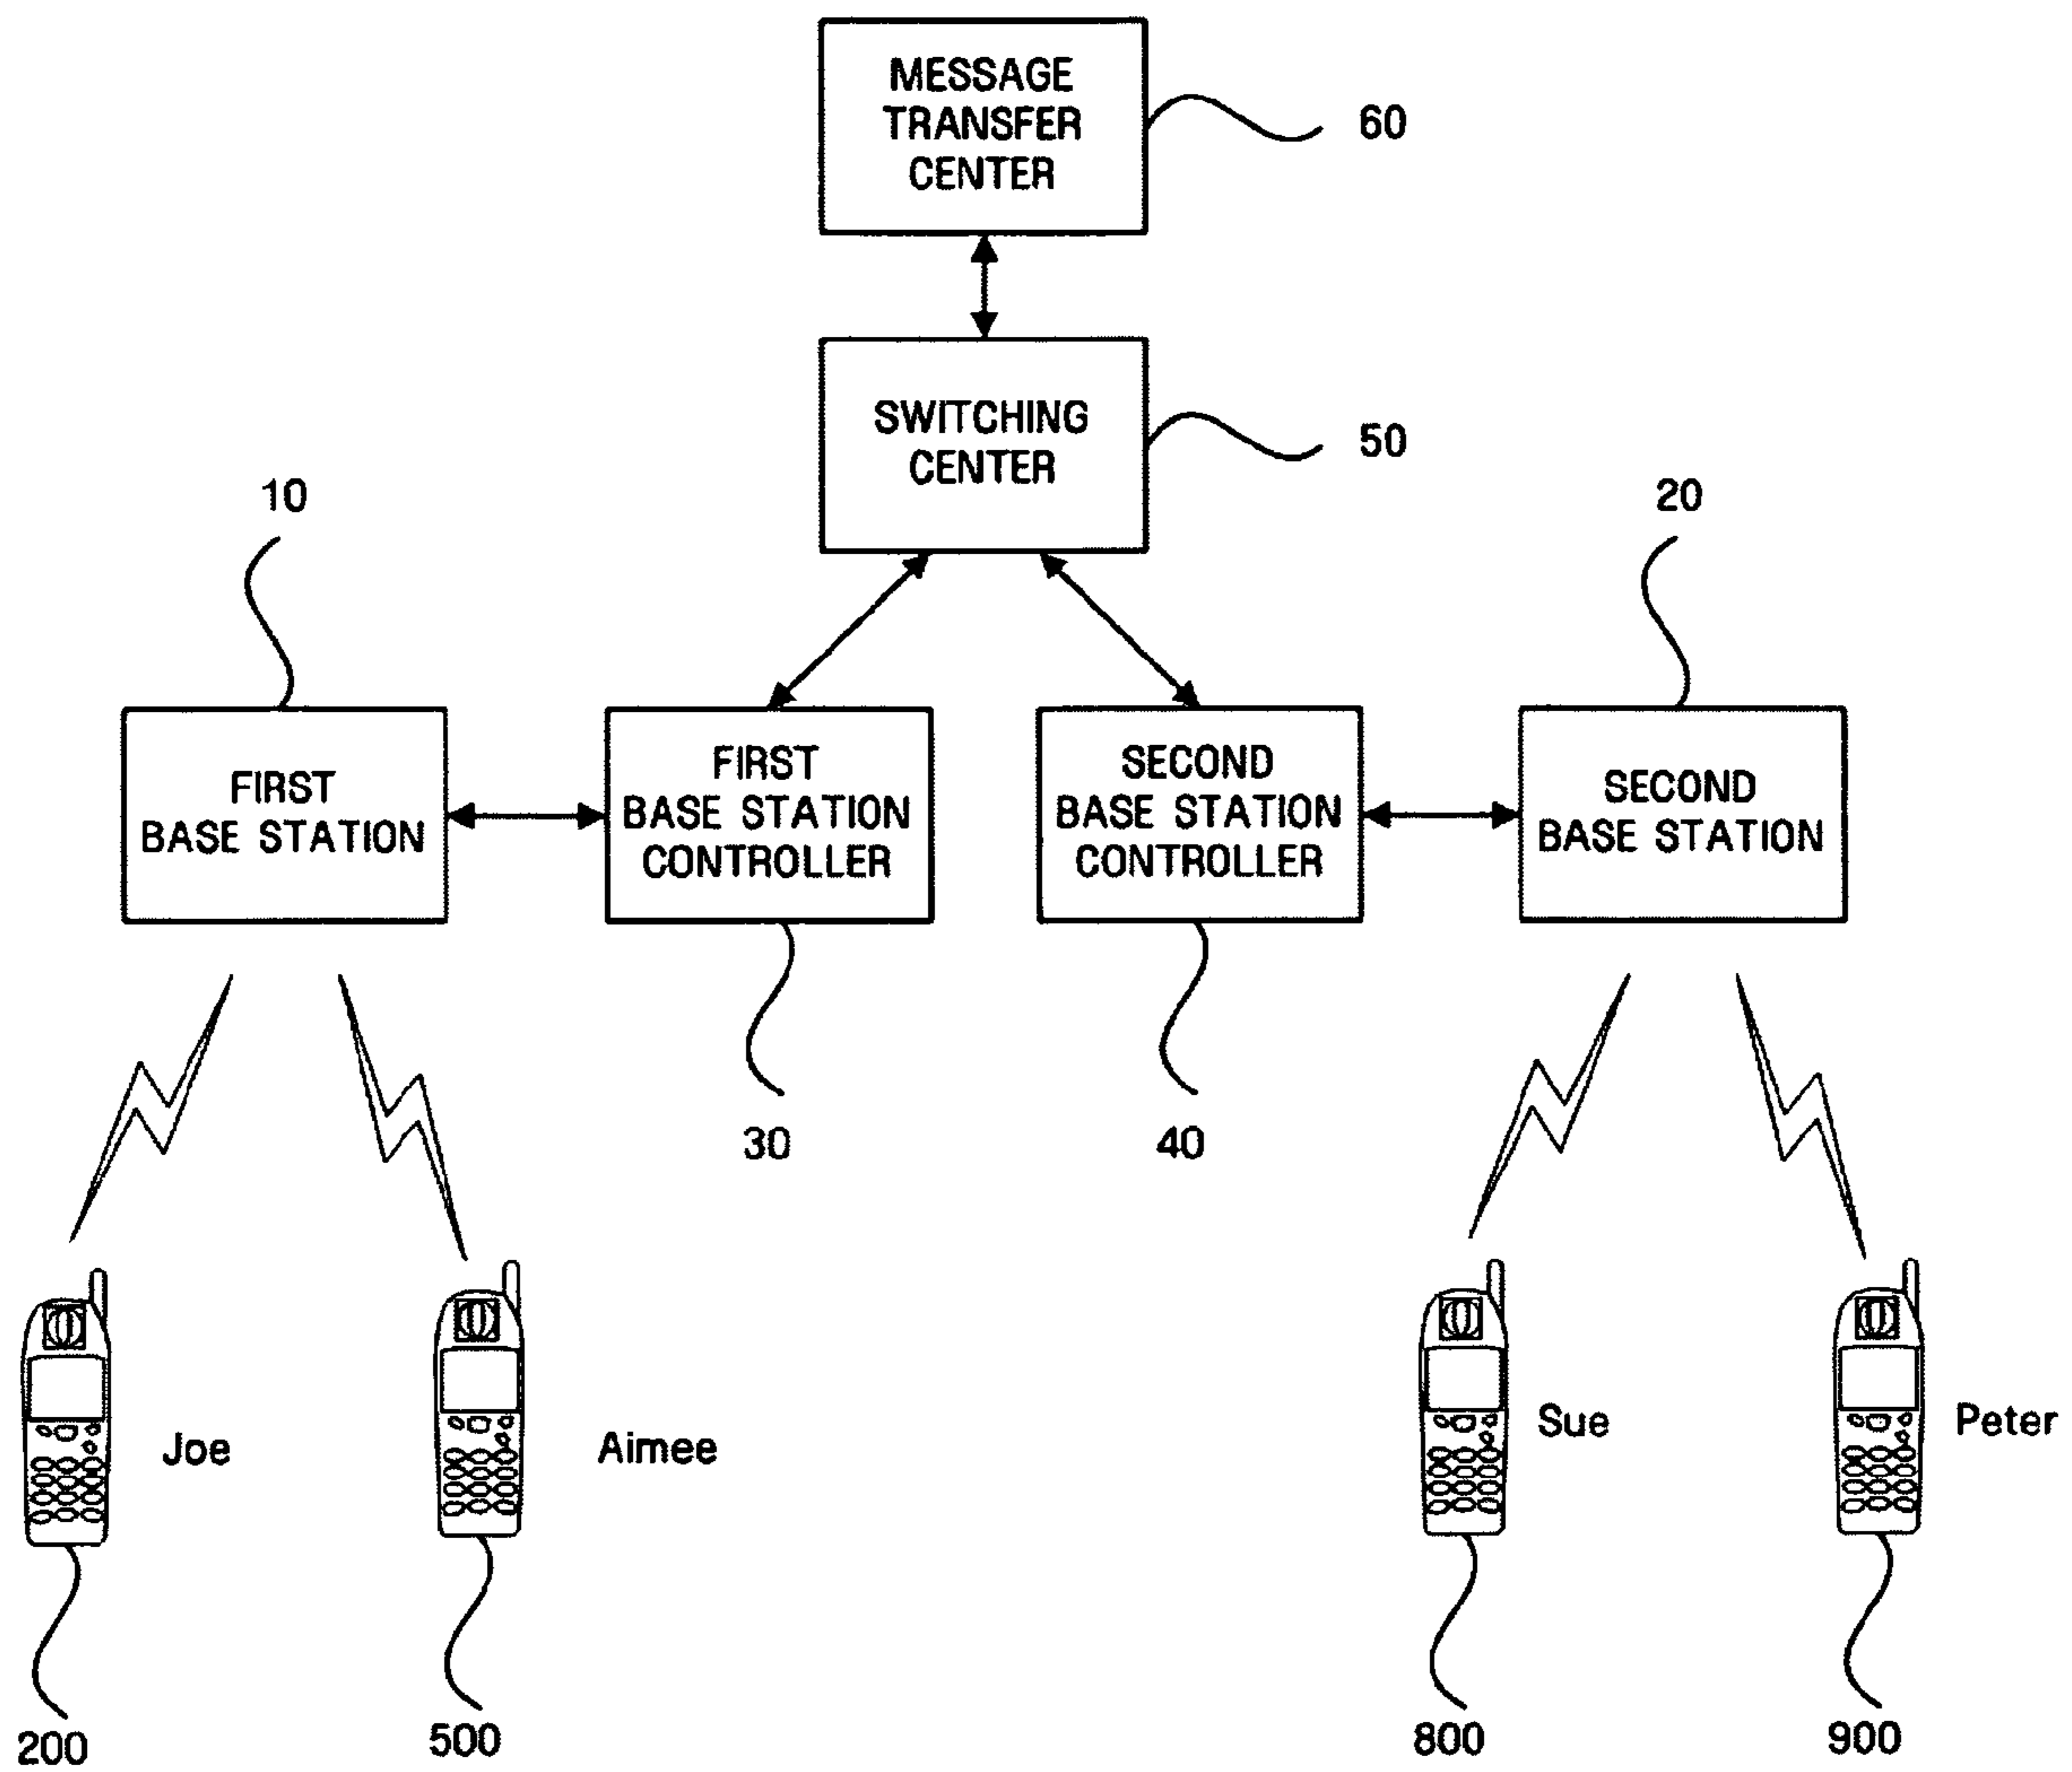 MESSAGE
TRANSFER
CENTER
60
SWITCHING
CENTER
50
10
20
FIRST
BASE STATION
FIRST
BASE STATION
CONTROLLER
SECOND
BASE STATION
CONTROLLER
SECOND
BASE STATION
30
40
Joe
Aimee
Sue
Peter
200
500
800
900